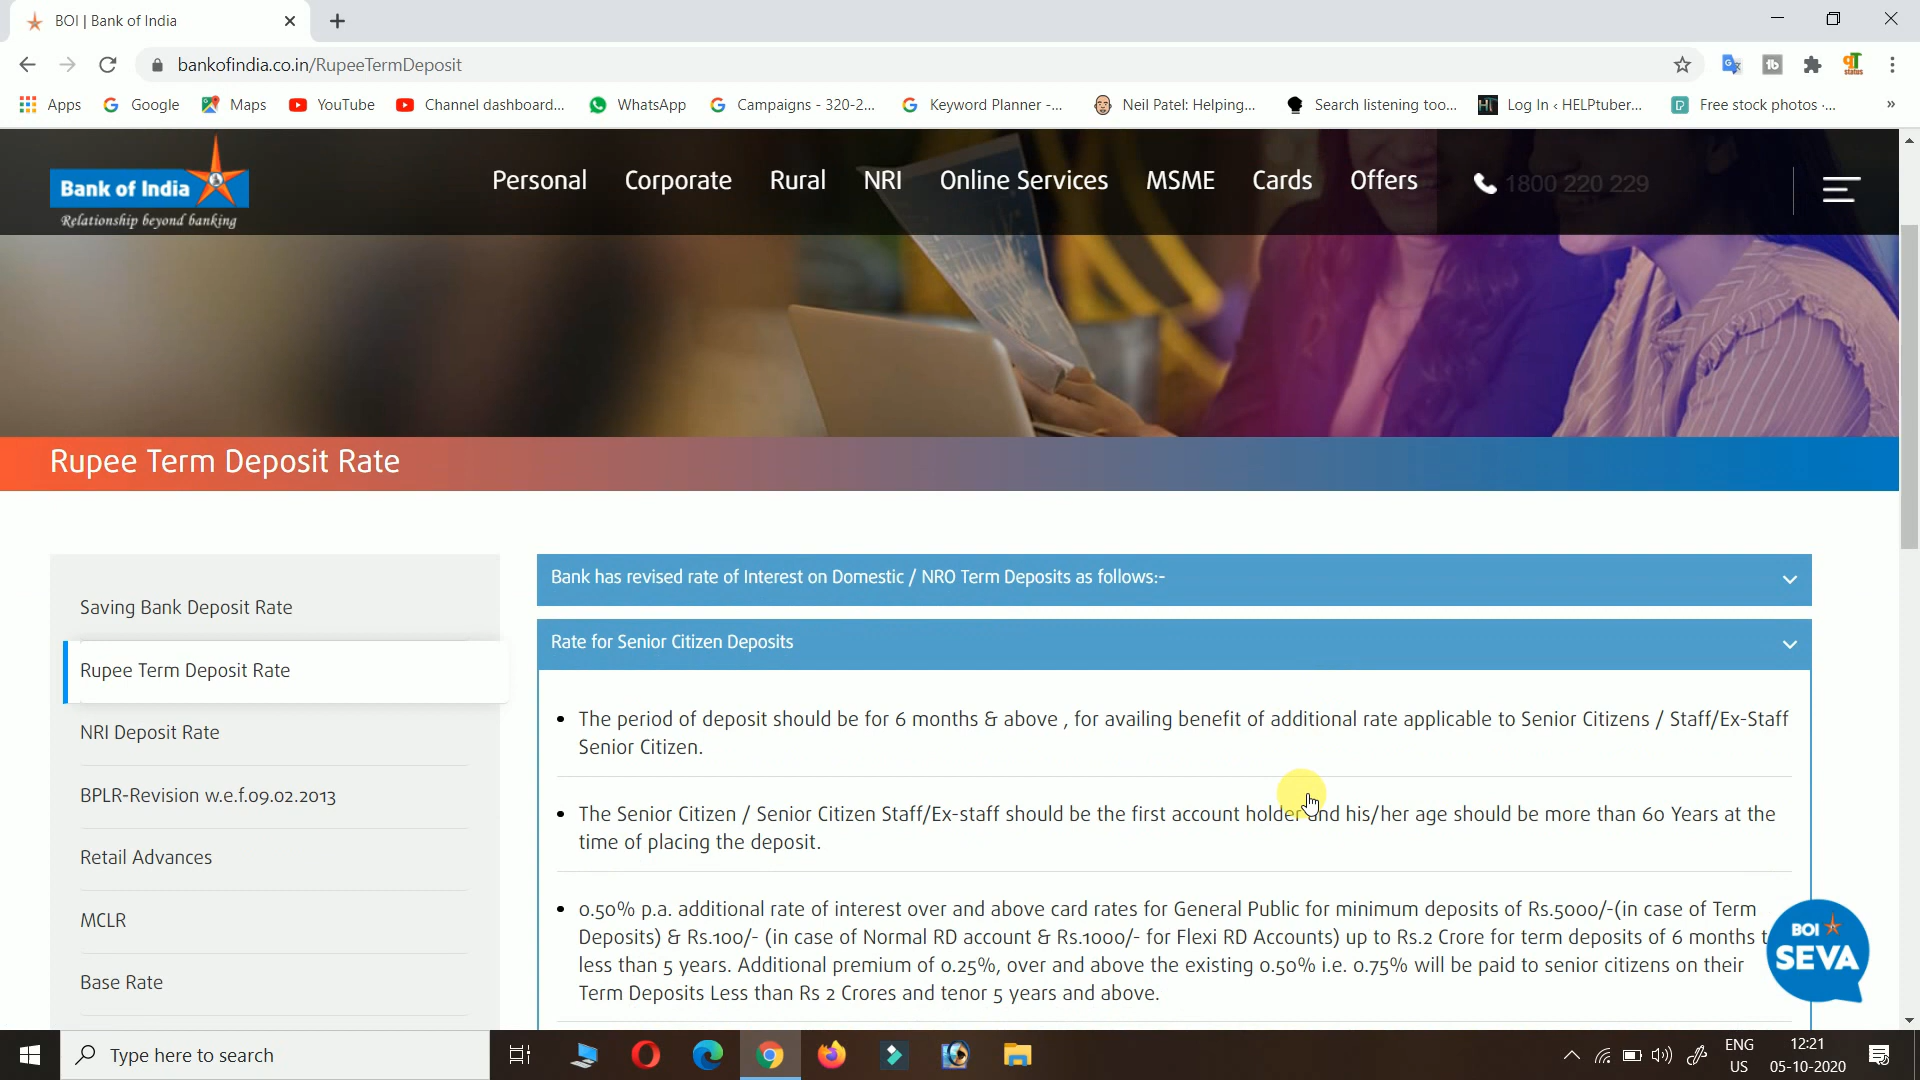 BOI | Bank of India
bankofindia.co.in/RupeeTermDeposit
Apps Google Maps YouTube Channel dashboard... WhatsApp Campaigns - 320-2... Keyword Planner -... Neil Patel: Helping... Search listening too... Log In ‹ HELPtuber... Free stock photos ·... »
Bank of India
Relationship beyond banking
Personal Corporate Rural NRI Online Services MSME Cards Offers 1800 220 229
Rupee Term Deposit Rate
Saving Bank Deposit Rate
Rupee Term Deposit Rate
NRI Deposit Rate
BPLR-Revision w.e.f.09.02.2013
Retail Advances
MCLR
Base Rate
Bank has revised rate of Interest on Domestic / NRO Term Deposits as follows:-
Rate for Senior Citizen Deposits
• The period of deposit should be for 6 months & above , for availing benefit of additional rate applicable to Senior Citizens / Staff/Ex-Staff
Senior Citizen.
• The Senior Citizen / Senior Citizen Staff/Ex-staff should be the first account holder and his/her age should be more than 60 Years at the
time of placing the deposit.
• 0.50% p.a. additional rate of interest over and above card rates for General Public for minimum deposits of Rs.5000/-(in case of Term
Deposits) & Rs.100/- (in case of Normal RD account & Rs.1000/- for Flexi RD Accounts) up to Rs.2 Crore for term deposits of 6 months t
less than 5 years. Additional premium of 0.25%, over and above the existing 0.50% i.e. 0.75% will be paid to senior citizens on their
Term Deposits Less than Rs 2 Crores and tenor 5 years and above.
BOI
SEVA
Type here to search
ENG
US
12:21
05-10-2020